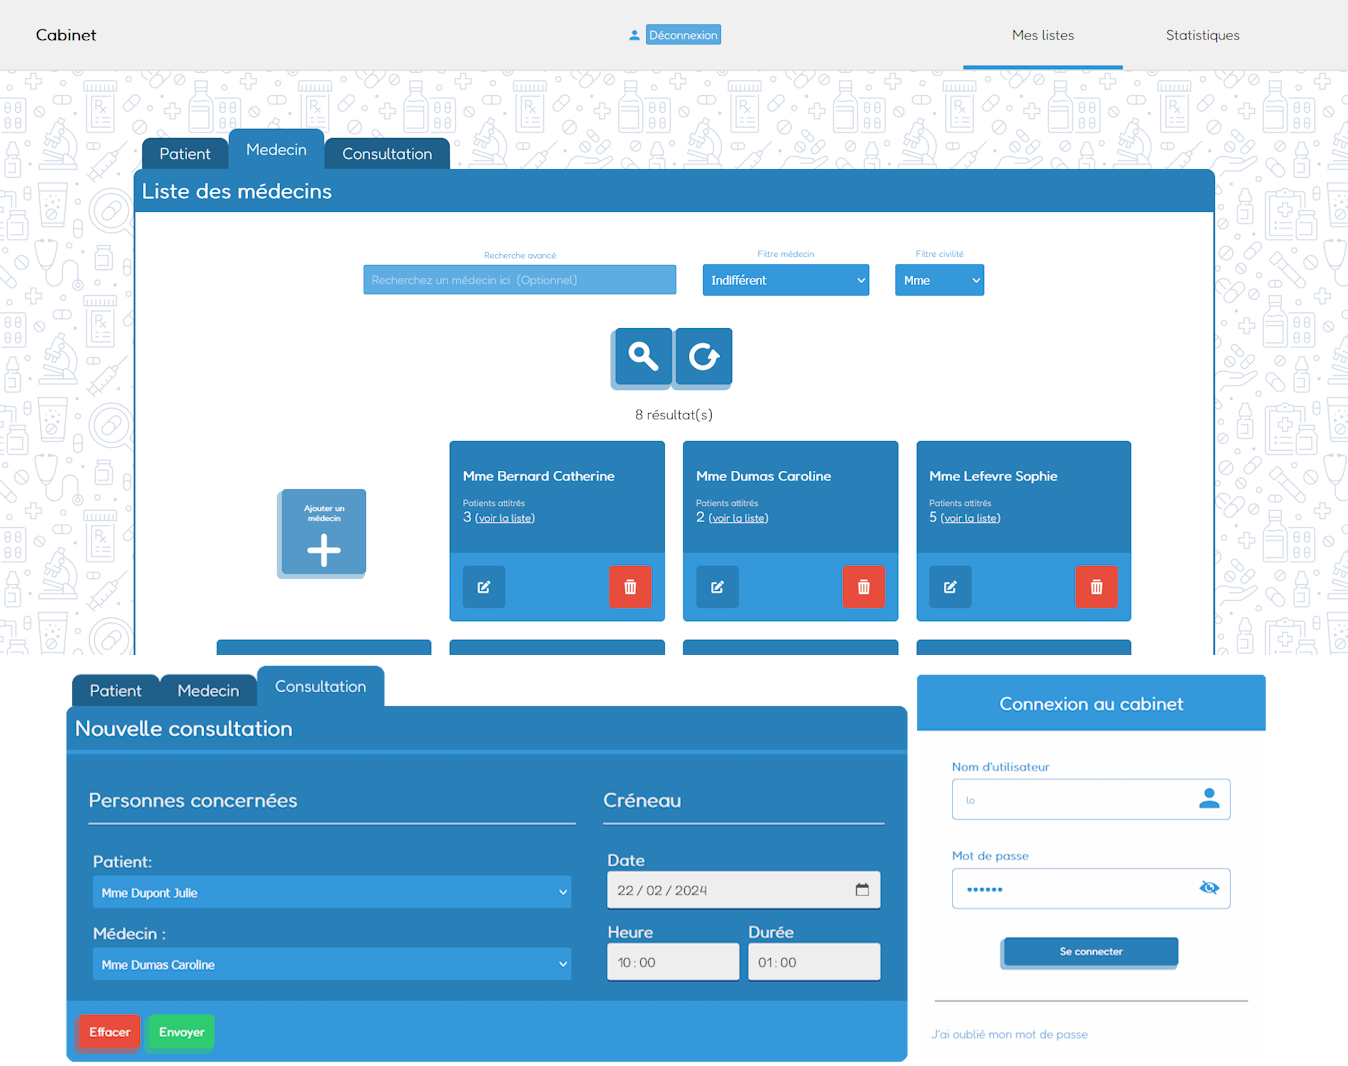 Cabinet
Déconnexion
Mes listes
Statistiques
Patient
Medecin
Consultation
Liste des médecins
Recherche avancé
Filtre médecin
Filtre civilité
Recherchez un médecin ici (Optionnel)
Indifférent
Mme
8 résultat(s)
Ajouter un
médecin
Mme Bernard Catherine
Patients attitrés
3 (voir la liste)
Mme Dumas Caroline
Patients attitrés
2 (voir la liste)
Mme Lefevre Sophie
Patients attitrés
5 (voir la liste)
Patient
Medecin
Consultation
Nouvelle consultation
Personnes concernées
Patient:
Mme Dupont Julie
Médecin :
Mme Dumas Caroline
Créneau
Date
22 / 02 / 2024
Heure
Durée
10 : 00
01 : 00
Effacer
Envoyer
Connexion au cabinet
Nom d'utilisateur
lo
Mot de passe
••••••
Se connecter
J'ai oublié mon mot de passe